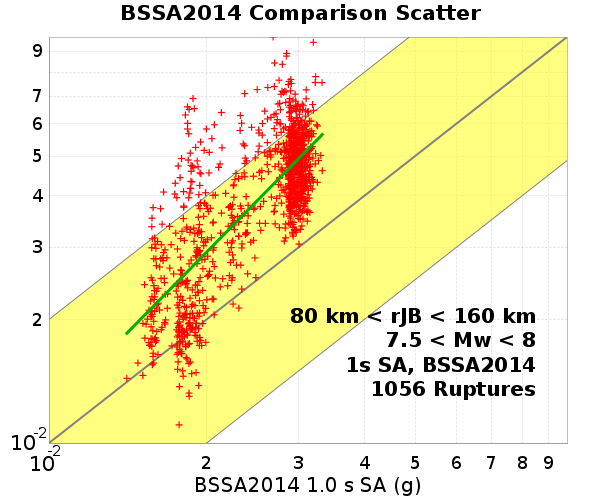 BSSA2014 Comparison Scatter
9
7
6
5
4
3
2
10-2
80 km < rJB < 160 km
7.5 < Mw < 8
1s SA, BSSA2014
1056 Ruptures
10-2 2 3 4 5 6 7 8 9
BSSA2014 1.0 s SA (g)